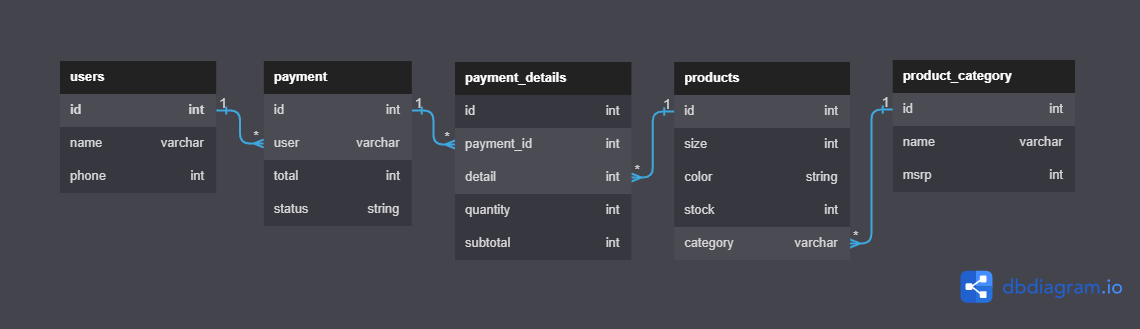 users
id int
name varchar
phone int
1
*
payment
id int
user varchar
total int
status string
1
*
payment_details
id int
payment_id int
detail int
quantity int
subtotal int
*
1
products
id int
size int
color string
stock int
category varchar
*
1
product_category
id int
name varchar
msrp int
dbdiagram.io